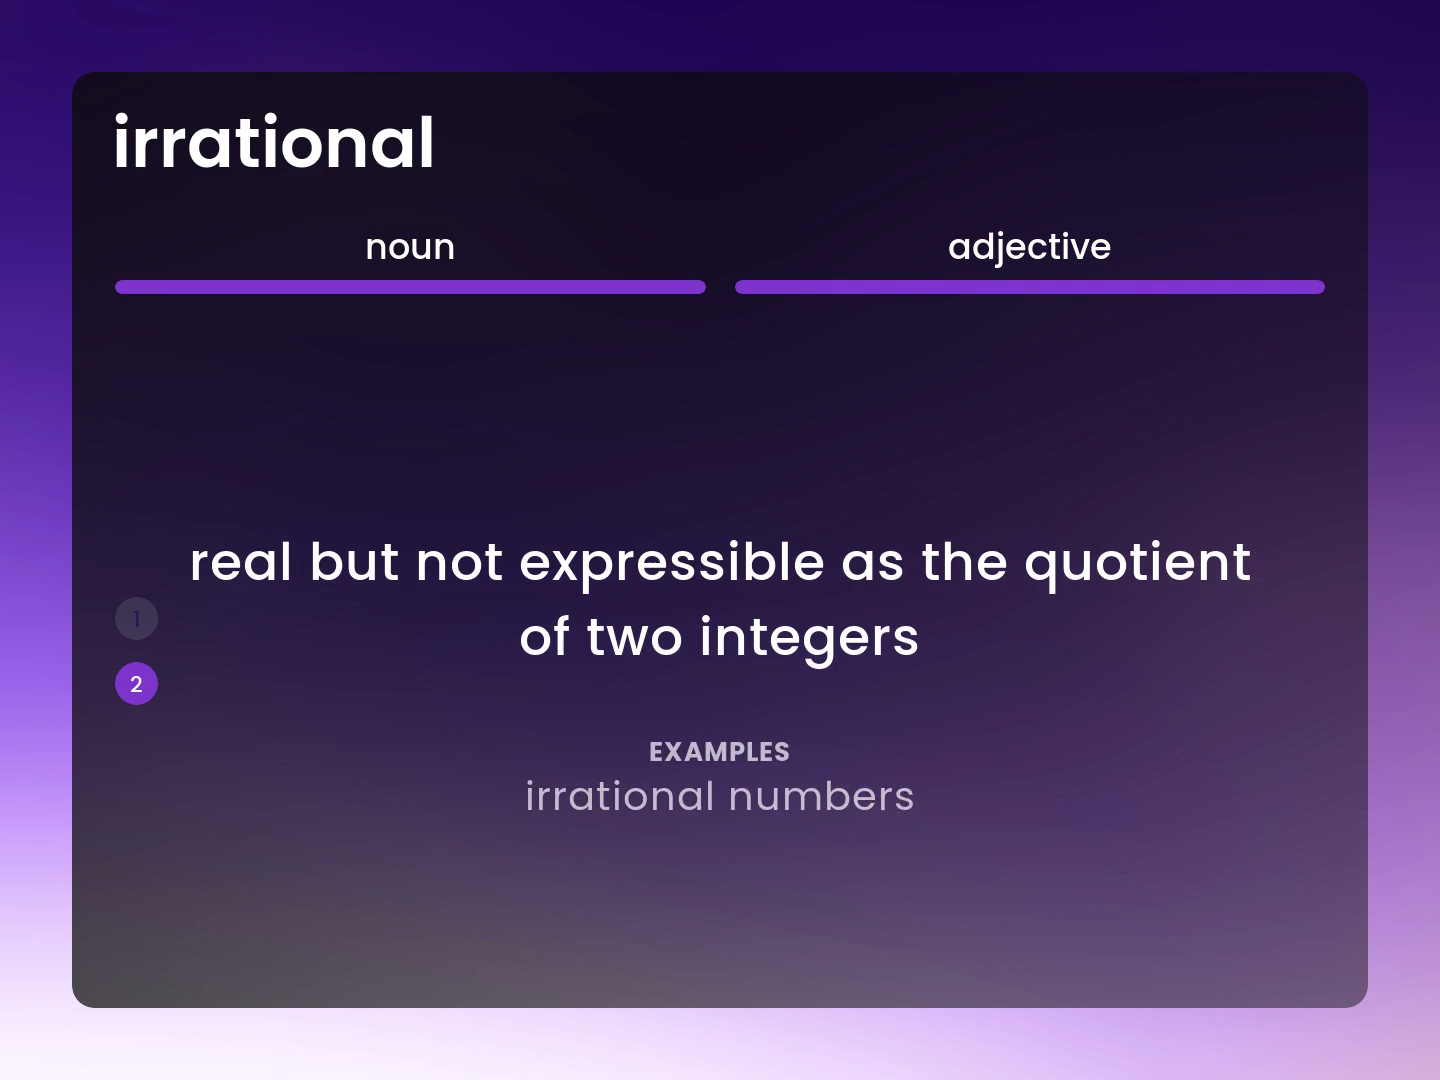 irrational
noun
adjective
real but not expressible as the quotient
of two integers
1
2
EXAMPLES
irrational numbers